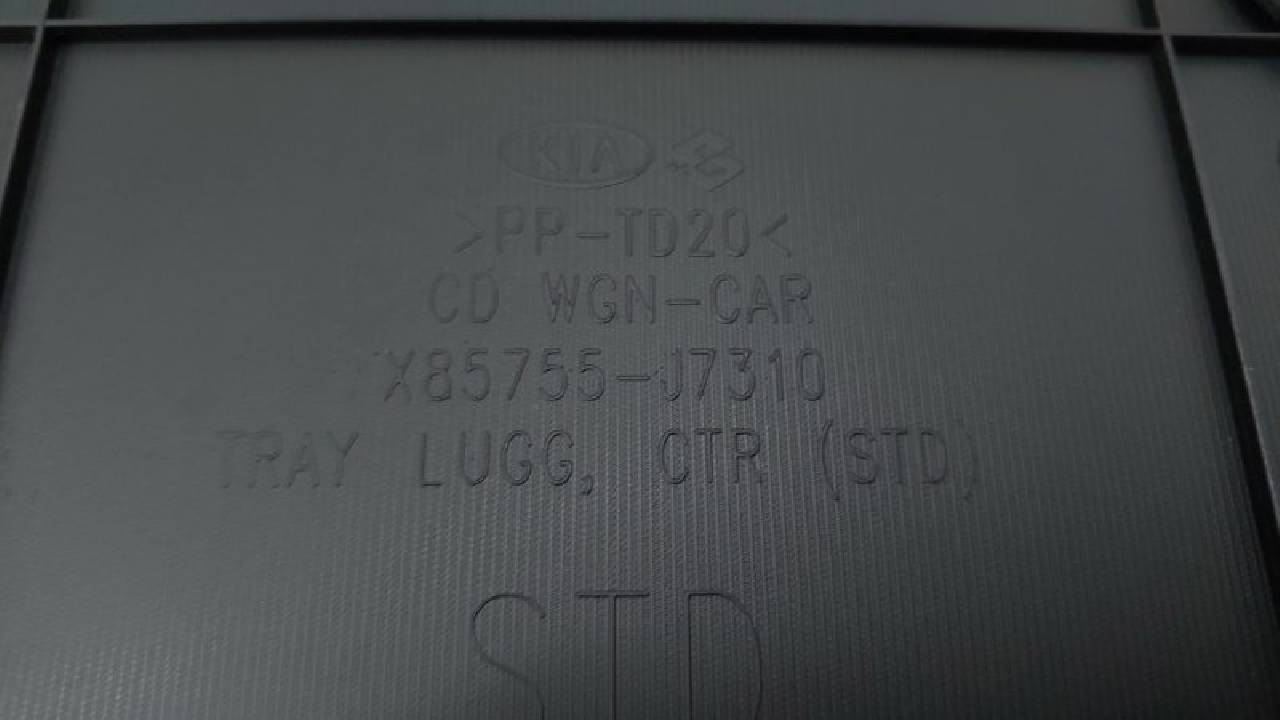 KIA
>PP-TD20<
CD WGN-CAR
X85755-J7310
TRAY LUGG, CTR (STD)
STD